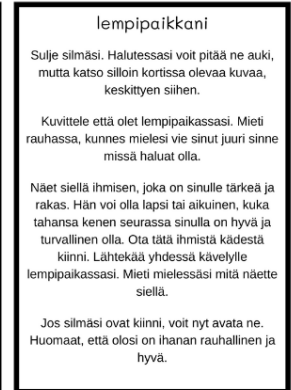 lempipaikkani
Sulje silmäsi. Halutessasi voit pitää ne auki,
mutta katso silloin kortissa olevaa kuvaa,
keskittyen siihen.
Kuvittele että olet lempipaikassasi. Mieti
rauhassa, kunnes mielesi vie sinut juuri sinne
missä haluat olla.
Näet siellä ihmisen, joka on sinulle tärkeä ja
rakas. Hän voi olla lapsi tai aikuinen, kuka
tahansa kenen seurassa sinulla on hyvä ja
turvallinen olla. Ota tätä ihmistä kädestä
kiinni. Lähtekää yhdessä kävelylle
lempipaikassasi. Mieti mielessäsi mitä näette
siellä.
Jos silmäsi ovat kiinni, voit nyt avata ne.
Huomaat, että olosi on ihanan rauhallinen ja
hyvä.